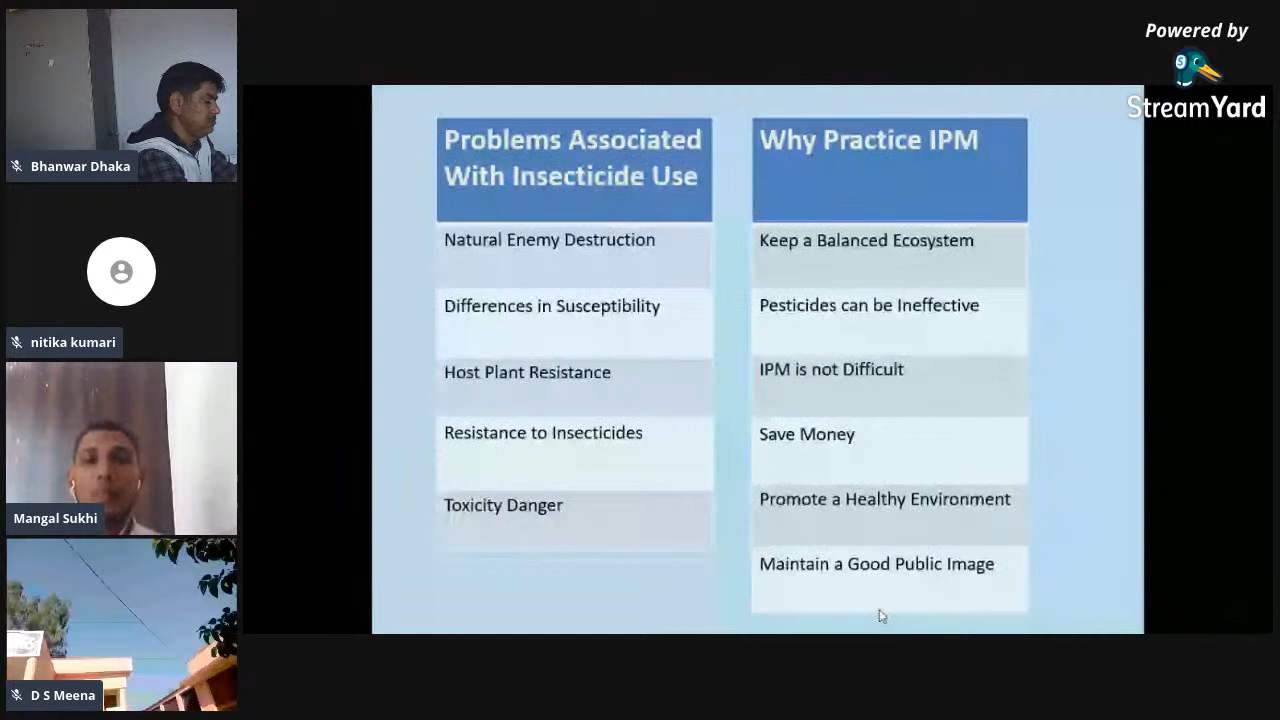 Powered by
StreamYard
Bhanwar Dhaka
nitika kumari
Mangal Sukhi
D S Meena
Problems Associated
With Insecticide Use
Natural Enemy Destruction
Differences in Susceptibility
Host Plant Resistance
Resistance to Insecticides
Toxicity Danger
Why Practice IPM
Keep a Balanced Ecosystem
Pesticides can be Ineffective
IPM is not Difficult
Save Money
Promote a Healthy Environment
Maintain a Good Public Image